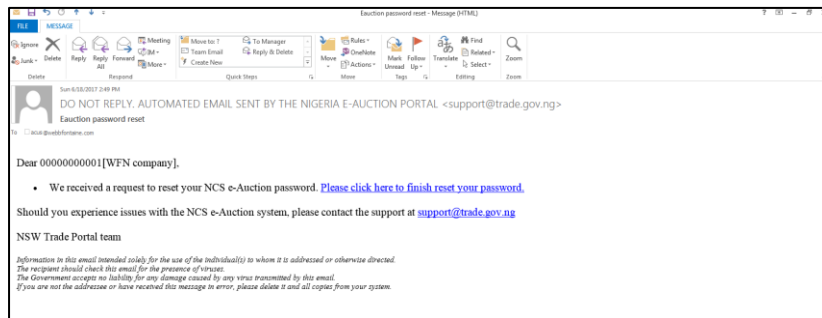 Eauction password reset - Message (HTML)
FILE MESSAGE
Ignore
Junk
Delete
Reply Reply All Forward
Meeting
IM
More
Move to: ?
Team Email
Create New
To Manager
Reply & Delete
Move
Rules
OneNote
Actions
Mark Unread
Follow Up
Translate
Find
Related
Select
Zoom
Delete Respond Quick Steps Move Tags Editing Zoom
Sun 6/18/2017 2:49 PM
DO NOT REPLY. AUTOMATED EMAIL SENT BY THE NIGERIA E-AUCTION PORTAL <support@trade.gov.ng>
Eauction password reset
To
Dear 00000000001[WFN company],
• We received a request to reset your NCS e-Auction password. Please click here to finish reset your password.
Should you experience issues with the NCS e-Auction system, please contact the support at support@trade.gov.ng
NSW Trade Portal team
Information in this email intended solely for the use of the individual(s) to whom it is addressed or otherwise directed.
The recipient should check this email for the presence of viruses.
The Government accepts no liability for any damage caused by any virus transmitted by this email.
If you are not the addressee or have received this message in error, please delete it and all copies from your system.